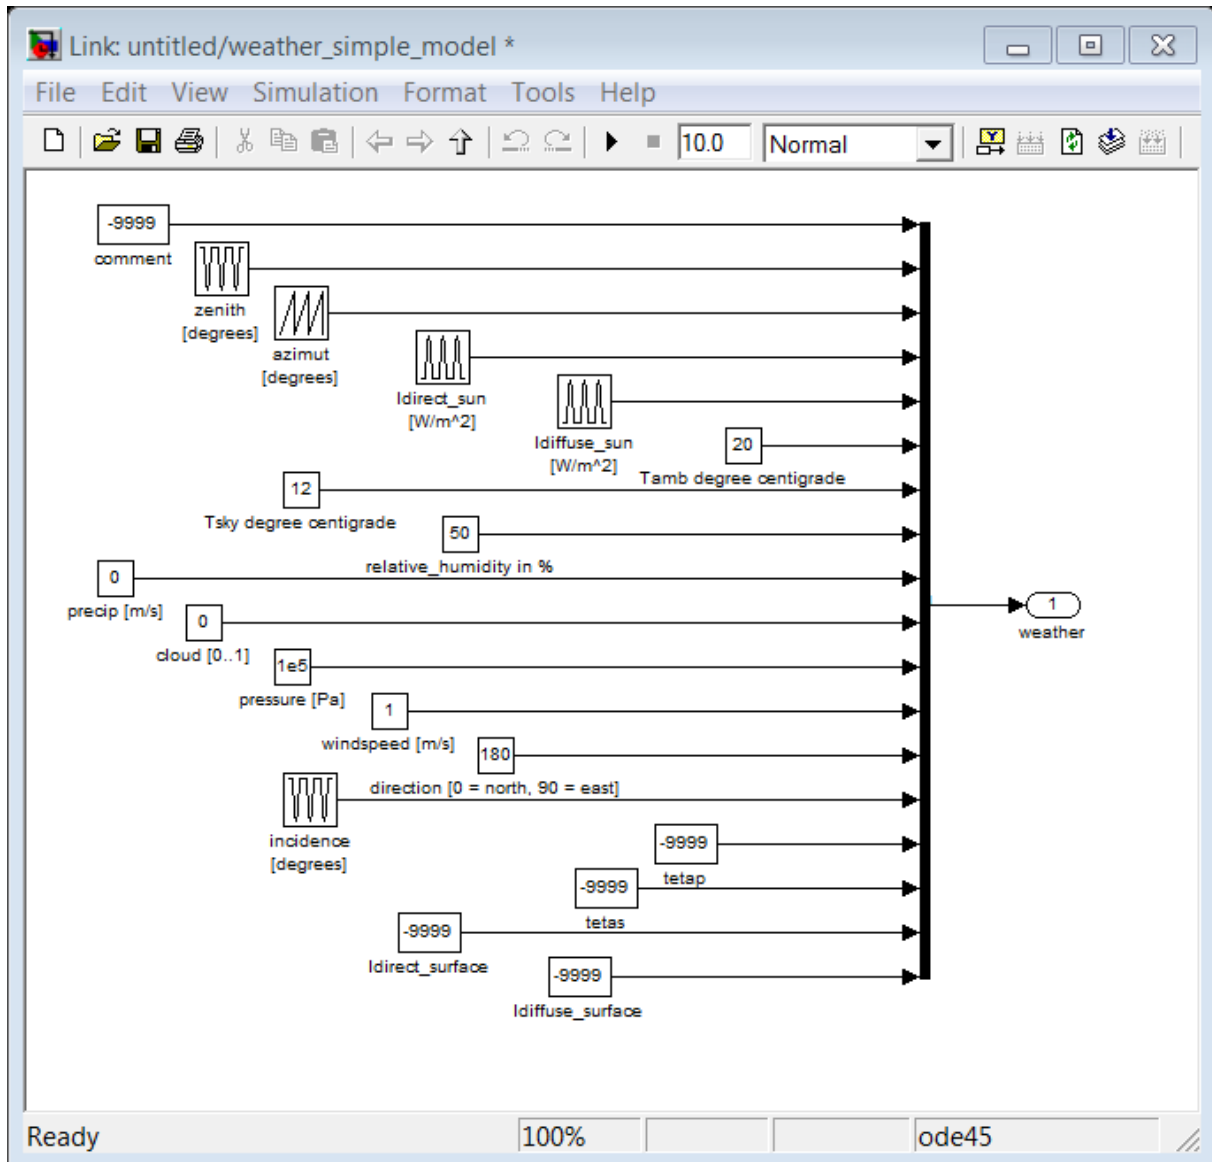 Link: untitled/weather_simple_model *
File Edit View Simulation Format Tools Help
10.0 Normal
-9999
comment
zenith
[degrees]
azimut
[degrees]
Idirect_sun
[W/m^2]
Idiffuse_sun
[W/m^2]
20
Tamb degree centigrade
12
Tsky degree centigrade
50
relative_humidity in %
0
precip [m/s]
0
cloud [0..1]
1e5
pressure [Pa]
1
windspeed [m/s]
180
direction [0 = north, 90 = east]
incidence
[degrees]
-9999
tetap
-9999
tetas
-9999
Idirect_surface
-9999
Idiffuse_surface
1
weather
Ready 100% ode45